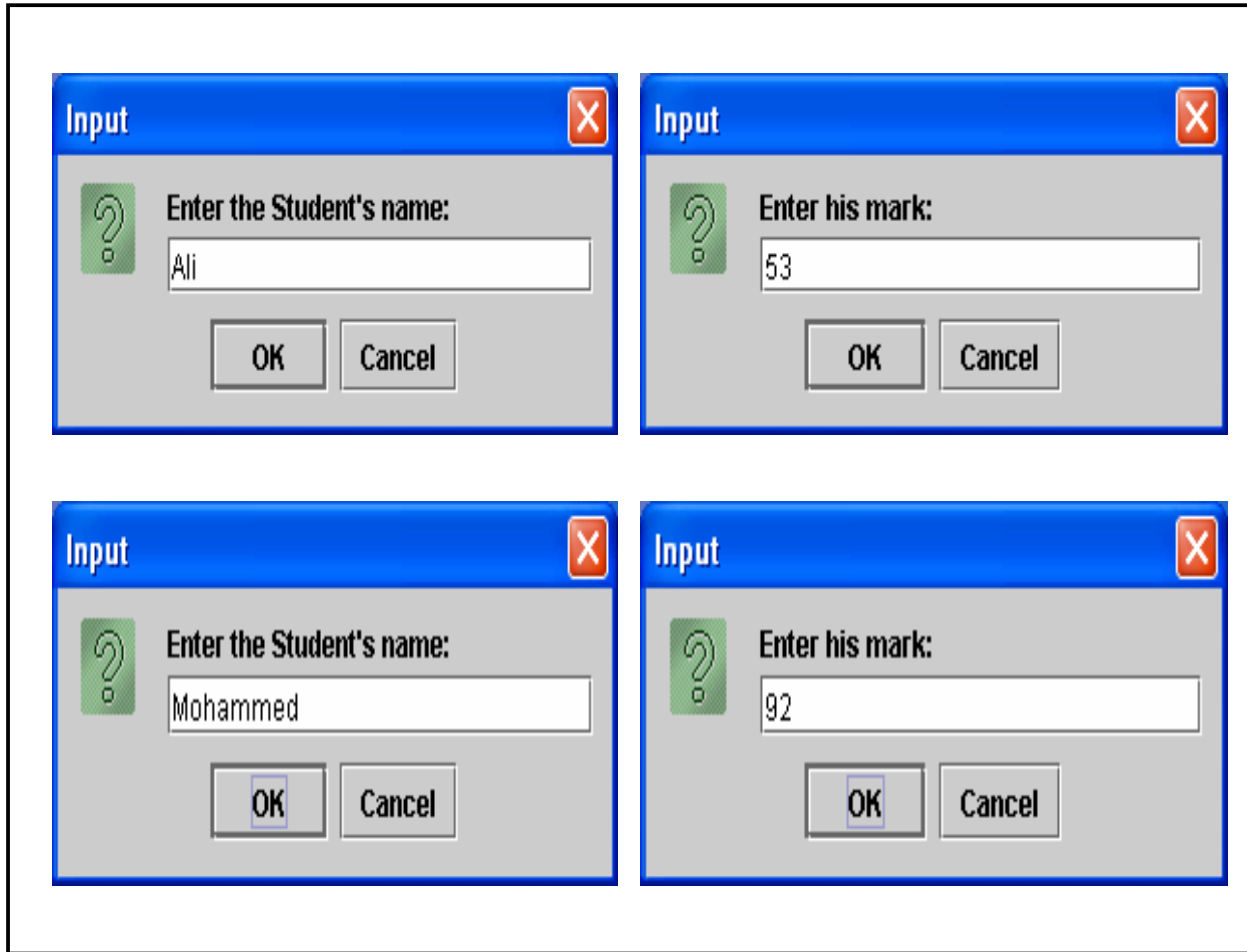 Input
Enter the Student's name:
Ali
OK Cancel
Input
Enter his mark:
53
OK Cancel
Input
Enter the Student's name:
Mohammed
OK Cancel
Input
Enter his mark:
92
OK Cancel